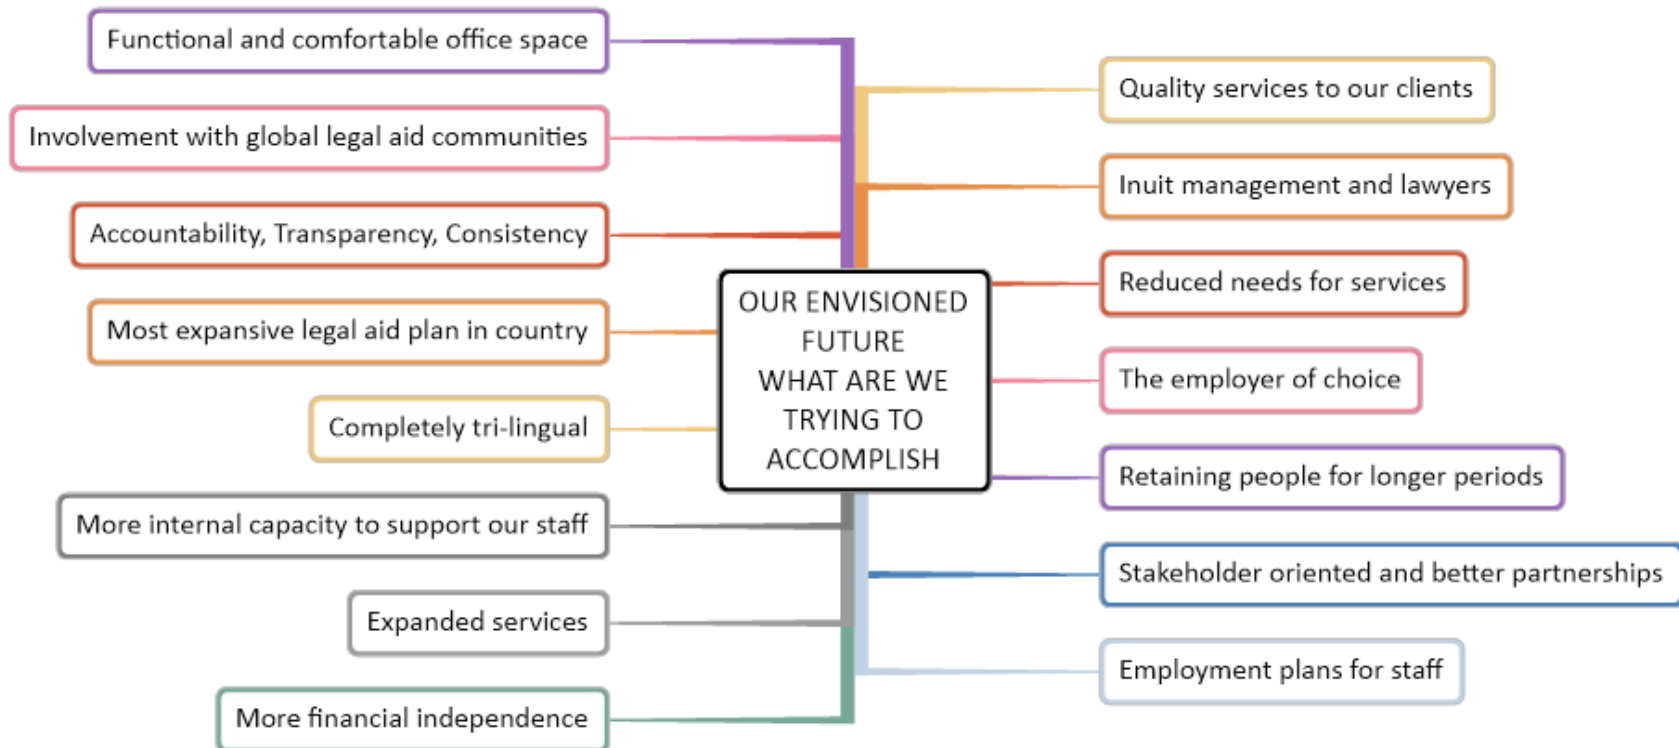 Functional and comfortable office space
Involvement with global legal aid communities
Accountability, Transparency, Consistency
Most expansive legal aid plan in country
Completely tri-lingual
More internal capacity to support our staff
Expanded services
More financial independence
OUR ENVISIONED
FUTURE
WHAT ARE WE
TRYING TO
ACCOMPLISH
Quality services to our clients
Inuit management and lawyers
Reduced needs for services
The employer of choice
Retaining people for longer periods
Stakeholder oriented and better partnerships
Employment plans for staff